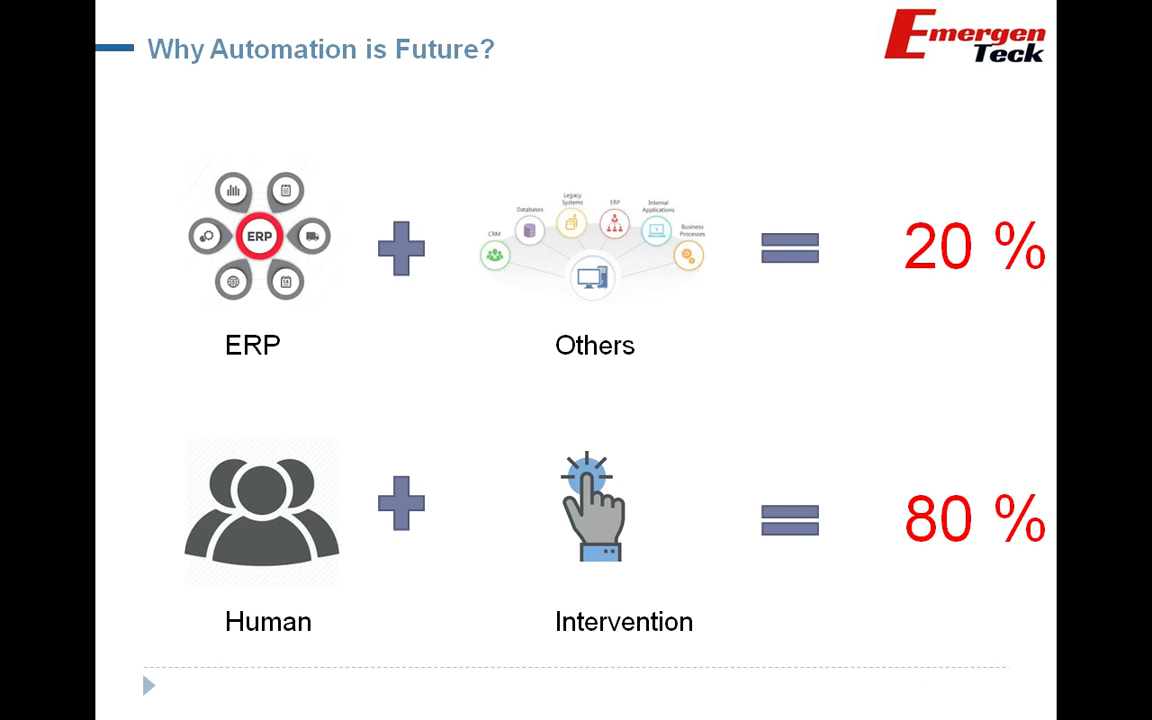 Why Automation is Future?
Emergen
Teck
ERP
CRM
Databases
Legacy
Systems
ERP
Internal
Applications
Business
Processes
20 %
ERP
Others
80 %
Human
Intervention